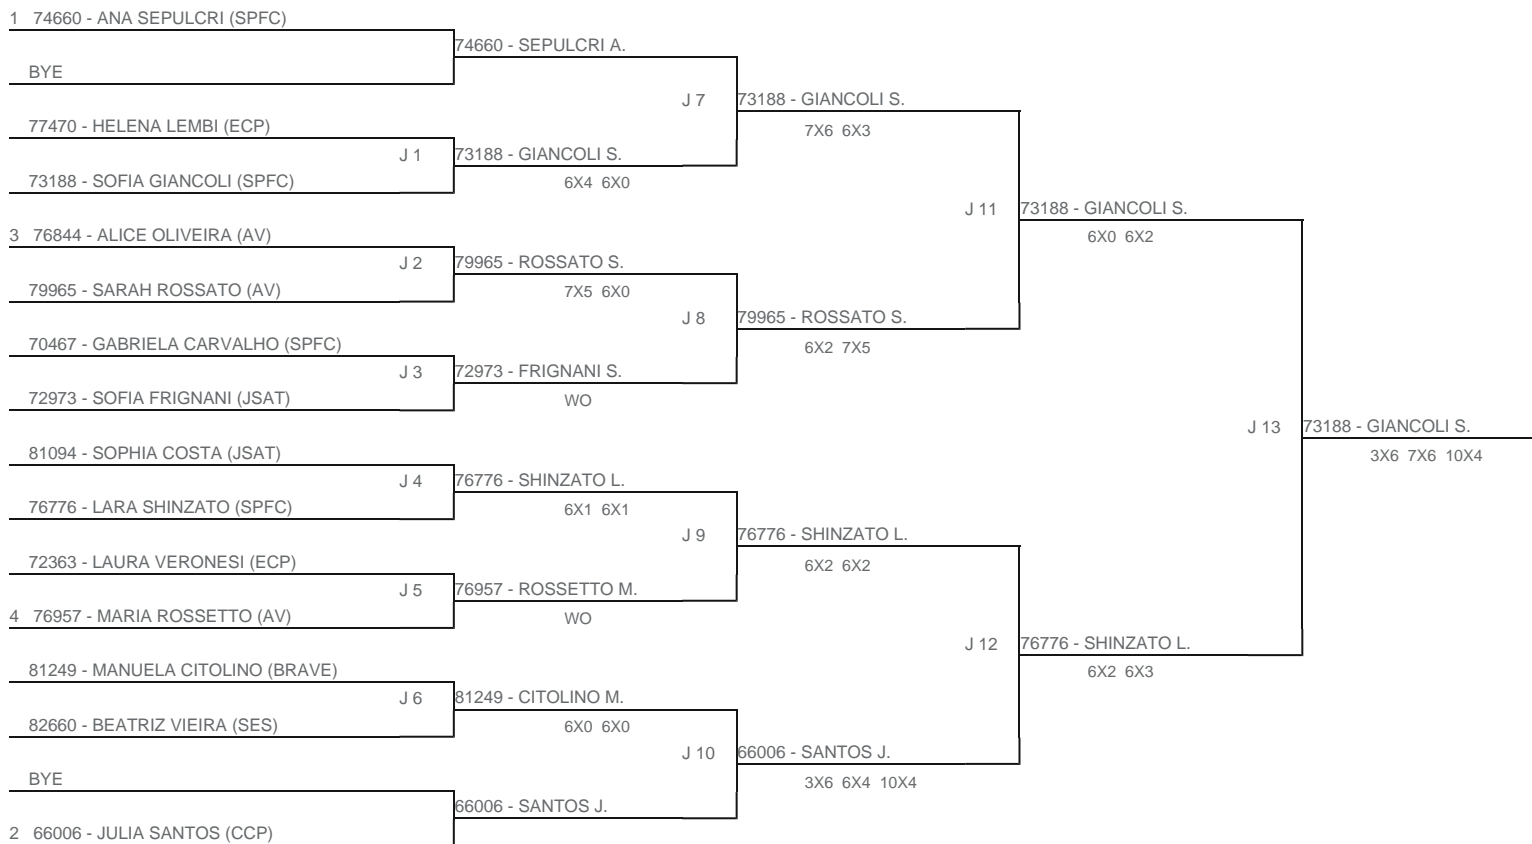 1 74660 - ANA SEPULCRI (SPFC)
74660 - SEPULCRI A.
BYE
J 7
73188 - GIANCOLI S.
77470 - HELENA LEMBI (ECP)
7X6 6X3
J 1
73188 - GIANCOLI S.
73188 - SOFIA GIANCOLI (SPFC)
6X4 6X0
J 11
73188 - GIANCOLI S.
3 76844 - ALICE OLIVEIRA (AV)
6X0 6X2
J 2
79965 - ROSSATO S.
79965 - SARAH ROSSATO (AV)
7X5 6X0
J 8
79965 - ROSSATO S.
70467 - GABRIELA CARVALHO (SPFC)
6X2 7X5
J 3
72973 - FRIGNANI S.
72973 - SOFIA FRIGNANI (JSAT)
WO
J 13
73188 - GIANCOLI S.
81094 - SOPHIA COSTA (JSAT)
3X6 7X6 10X4
J 4
76776 - SHINZATO L.
76776 - LARA SHINZATO (SPFC)
6X1 6X1
J 9
76776 - SHINZATO L.
72363 - LAURA VERONESI (ECP)
6X2 6X2
J 5
76957 - ROSSETTO M.
4 76957 - MARIA ROSSETTO (AV)
WO
J 12
76776 - SHINZATO L.
81249 - MANUELA CITOLINO (BRAVE)
6X2 6X3
J 6
81249 - CITOLINO M.
82660 - BEATRIZ VIEIRA (SES)
6X0 6X0
J 10
66006 - SANTOS J.
BYE
3X6 6X4 10X4
66006 - SANTOS J.
2 66006 - JULIA SANTOS (CCP)